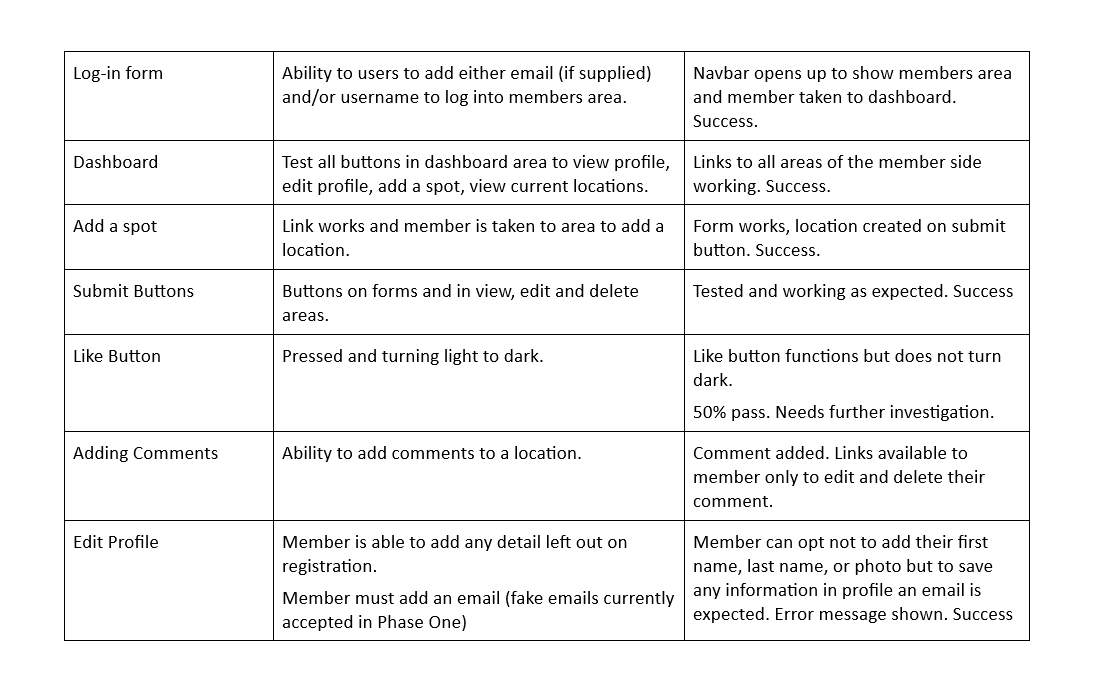 Log-in form
Ability to users to add either email (if supplied)
and/or username to log into members area.
Navbar opens up to show members area
and member taken to dashboard.
Success.
Dashboard
Test all buttons in dashboard area to view profile,
edit profile, add a spot, view current locations.
Links to all areas of the member side
working. Success.
Add a spot
Link works and member is taken to area to add a
location.
Form works, location created on submit
button. Success.
Submit Buttons
Buttons on forms and in view, edit and delete
areas.
Tested and working as expected. Success
Like Button
Pressed and turning light to dark.
Like button functions but does not turn
dark.
50% pass. Needs further investigation.
Adding Comments
Ability to add comments to a location.
Comment added. Links available to
member only to edit and delete their
comment.
Edit Profile
Member is able to add any detail left out on
registration.
Member must add an email (fake emails currently
accepted in Phase One)
Member can opt not to add their first
name, last name, or photo but to save
any information in profile an email is
expected. Error message shown. Success